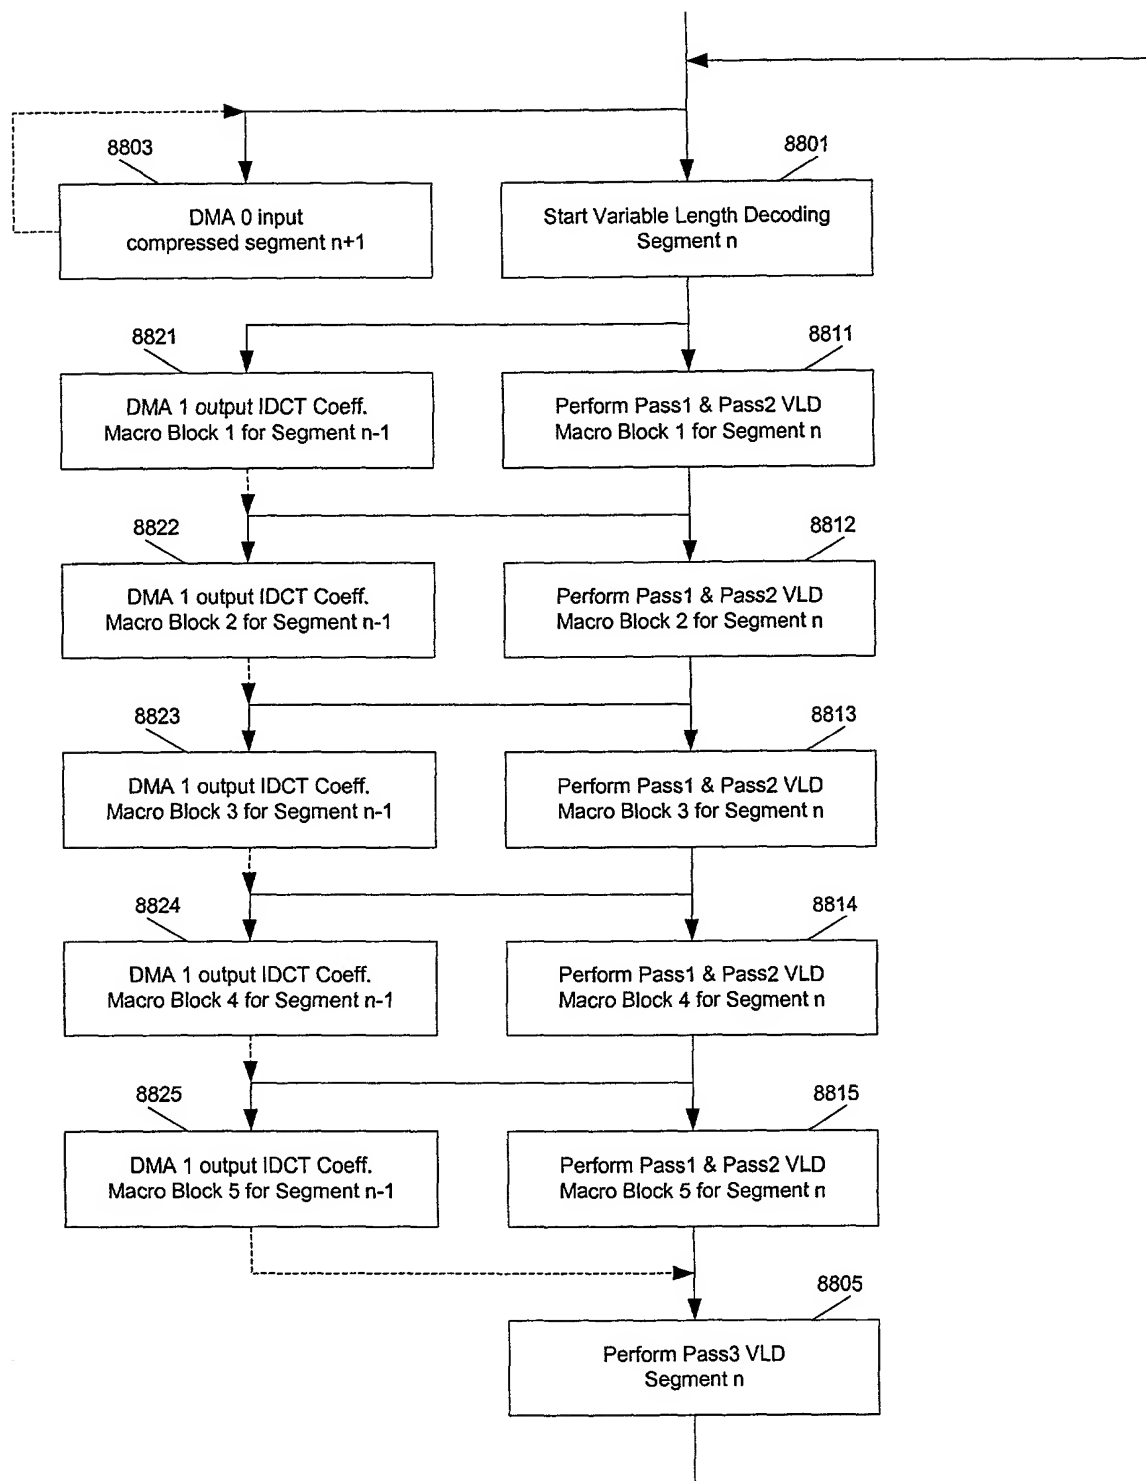 8803
DMA 0 input
compressed segment n+1
8801
Start Variable Length Decoding
Segment n
8821
DMA 1 output IDCT Coeff.
Macro Block 1 for Segment n-1
8811
Perform Pass1 & Pass2 VLD
Macro Block 1 for Segment n
8822
DMA 1 output IDCT Coeff.
Macro Block 2 for Segment n-1
8812
Perform Pass1 & Pass2 VLD
Macro Block 2 for Segment n
8823
DMA 1 output IDCT Coeff.
Macro Block 3 for Segment n-1
8813
Perform Pass1 & Pass2 VLD
Macro Block 3 for Segment n
8824
DMA 1 output IDCT Coeff.
Macro Block 4 for Segment n-1
8814
Perform Pass1 & Pass2 VLD
Macro Block 4 for Segment n
8825
DMA 1 output IDCT Coeff.
Macro Block 5 for Segment n-1
8815
Perform Pass1 & Pass2 VLD
Macro Block 5 for Segment n
8805
Perform Pass3 VLD
Segment n